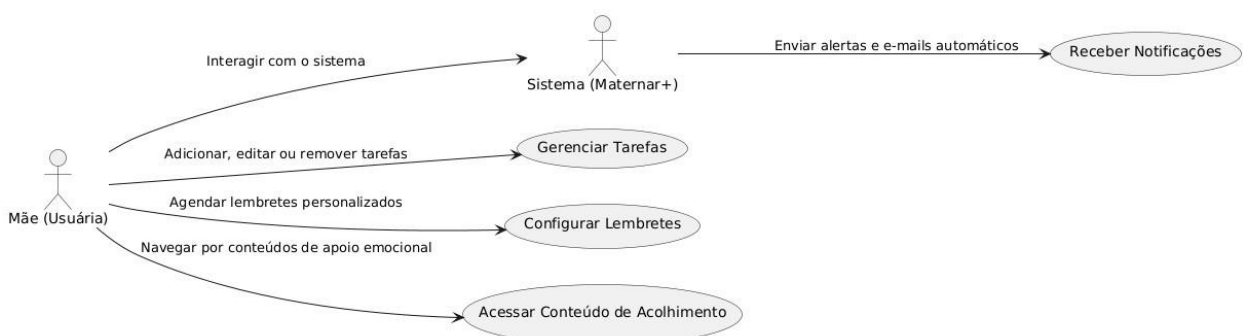 Enviar alertas e e-mails automáticos
Receber Notificações
Interagir com o sistema
Sistema (Maternar+)
Adicionar, editar ou remover tarefas
Gerenciar Tarefas
Agendar lembretes personalizados
Mãe (Usuária)
Configurar Lembretes
Navegar por conteúdos de apoio emocional
Acessar Conteúdo de Acolhimento